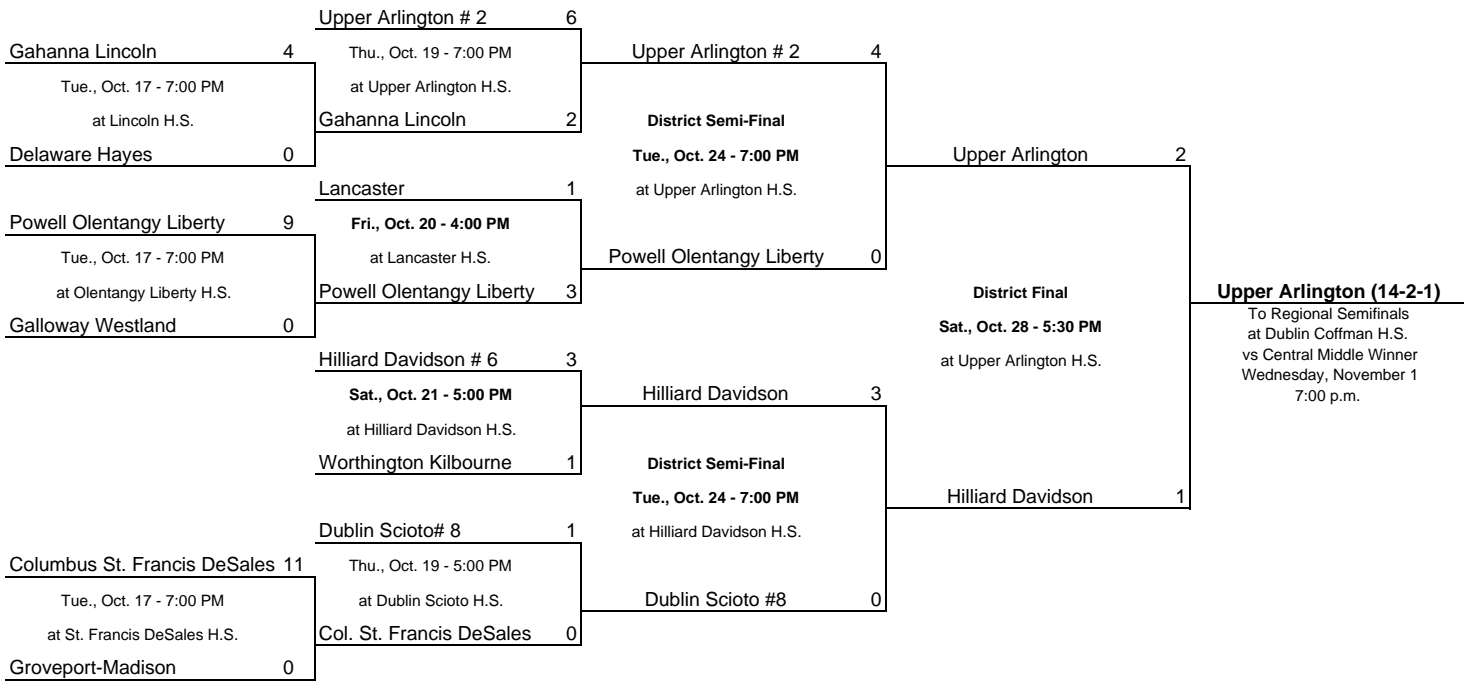 Upper Arlington # 2 6
Gahanna Lincoln 4
Thu., Oct. 19 - 7:00 PM
Upper Arlington # 2 4
Tue., Oct. 17 - 7:00 PM
at Upper Arlington H.S.
at Lincoln H.S.
Gahanna Lincoln 2
District Semi-Final
Delaware Hayes 0
Tue., Oct. 24 - 7:00 PM
Upper Arlington 2
Lancaster 1
at Upper Arlington H.S.
Powell Olentangy Liberty 9
Fri., Oct. 20 - 4:00 PM
Tue., Oct. 17 - 7:00 PM
at Lancaster H.S.
Powell Olentangy Liberty 0
at Olentangy Liberty H.S.
Powell Olentangy Liberty 3
District Final
Upper Arlington (14-2-1)
Galloway Westland 0
Sat., Oct. 28 - 5:30 PM
To Regional Semifinals
at Dublin Coffman H.S.
Hilliard Davidson # 6 3
at Upper Arlington H.S.
vs Central Middle Winner
Wednesday, November 1
7:00 p.m.
Sat., Oct. 21 - 5:00 PM
Hilliard Davidson 3
at Hilliard Davidson H.S.
Worthington Kilbourne 1
District Semi-Final
Tue., Oct. 24 - 7:00 PM
Hilliard Davidson 1
Dublin Scioto# 8 1
at Hilliard Davidson H.S.
Columbus St. Francis DeSales 11
Thu., Oct. 19 - 5:00 PM
Tue., Oct. 17 - 7:00 PM
at Dublin Scioto H.S.
Dublin Scioto #8 0
at St. Francis DeSales H.S.
Col. St. Francis DeSales 0
Groveport-Madison 0